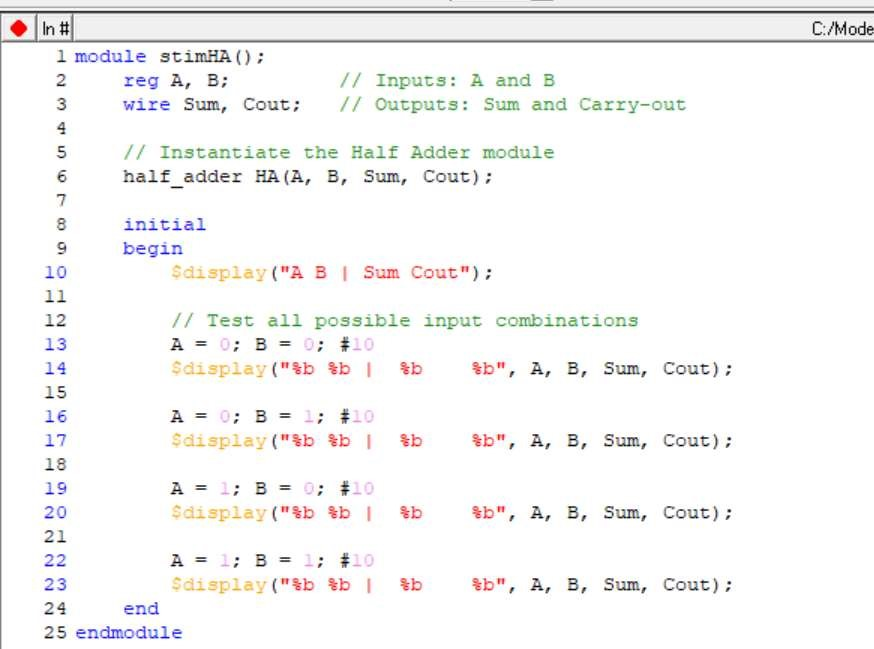 In # C:/Mode
1 module stimHA();
2     reg A, B;         // Inputs: A and B
3     wire Sum, Cout;   // Outputs: Sum and Carry-out
4
5     // Instantiate the Half Adder module
6     half_adder HA(A, B, Sum, Cout);
7
8     initial
9     begin
10         $display("A B | Sum Cout");
11
12         // Test all possible input combinations
13         A = 0; B = 0; #10
14         $display("%b %b |  %b    %b", A, B, Sum, Cout);
15
16         A = 0; B = 1; #10
17         $display("%b %b |  %b    %b", A, B, Sum, Cout);
18
19         A = 1; B = 0; #10
20         $display("%b %b |  %b    %b", A, B, Sum, Cout);
21
22         A = 1; B = 1; #10
23         $display("%b %b |  %b    %b", A, B, Sum, Cout);
24     end
25 endmodule